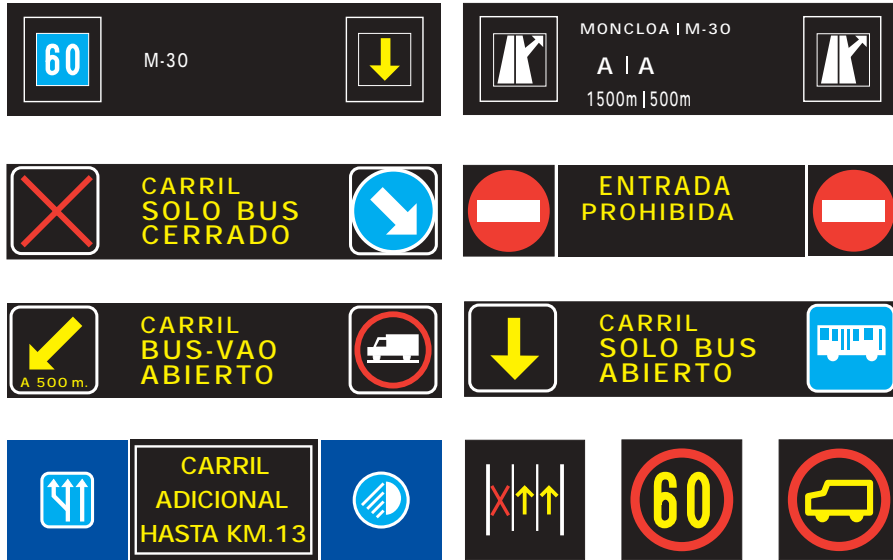 60
M-30
MONCLOA | M-30
A | A
1500m | 500m
CARRIL
SOLO BUS
CERRADO
ENTRADA
PROHIBIDA
A 500 m.
CARRIL
BUS-VAO
ABIERTO
CARRIL
SOLO BUS
ABIERTO
CARRIL
ADICIONAL
HASTA KM.13
60